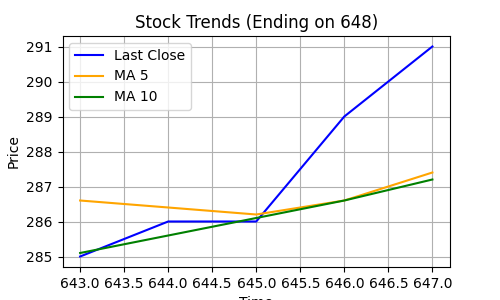 Stock Trends (Ending on 648)
Last Close
MA 5
MA 10
Price
291
290
289
288
287
286
285
643.0 643.5 644.0 644.5 645.0 645.5 646.0 646.5 647.0
Time